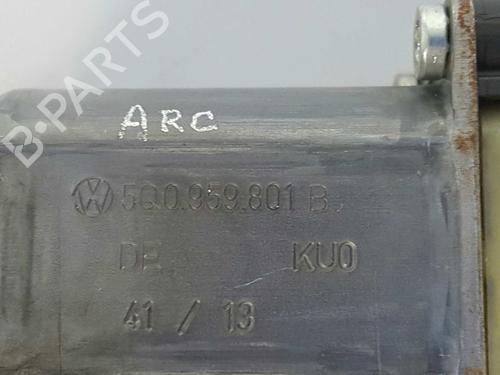 B-PARTS
ARC
5Q0.959.801 B
DE KU0
41 / 13